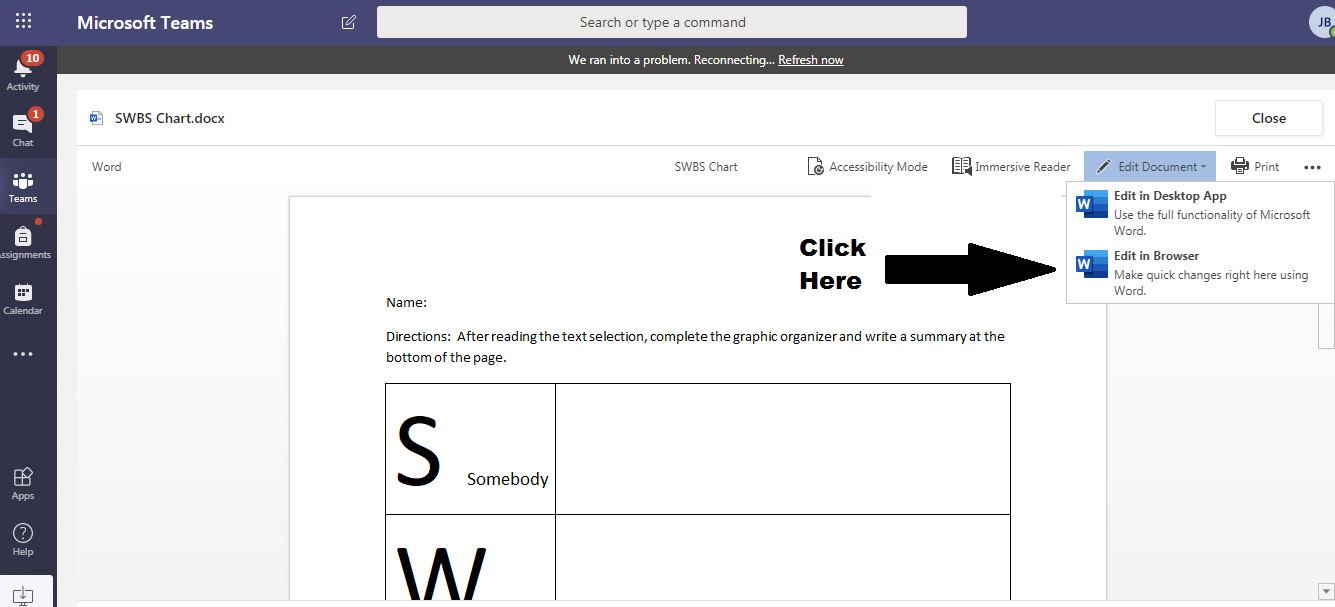 Microsoft Teams
Search or type a command
JB
We ran into a problem. Reconnecting... Refresh now
10
Activity
1
Chat
Teams
ssignments
Calendar
Apps
Help
SWBS Chart.docx
Close
Word
SWBS Chart
Accessibility Mode
Immersive Reader
Edit Document
Print
W Edit in Desktop App
Use the full functionality of Microsoft
Word.
W Edit in Browser
Make quick changes right here using
Word.
Click
Here
Name:
Directions: After reading the text selection, complete the graphic organizer and write a summary at the
bottom of the page.
S Somebody
W